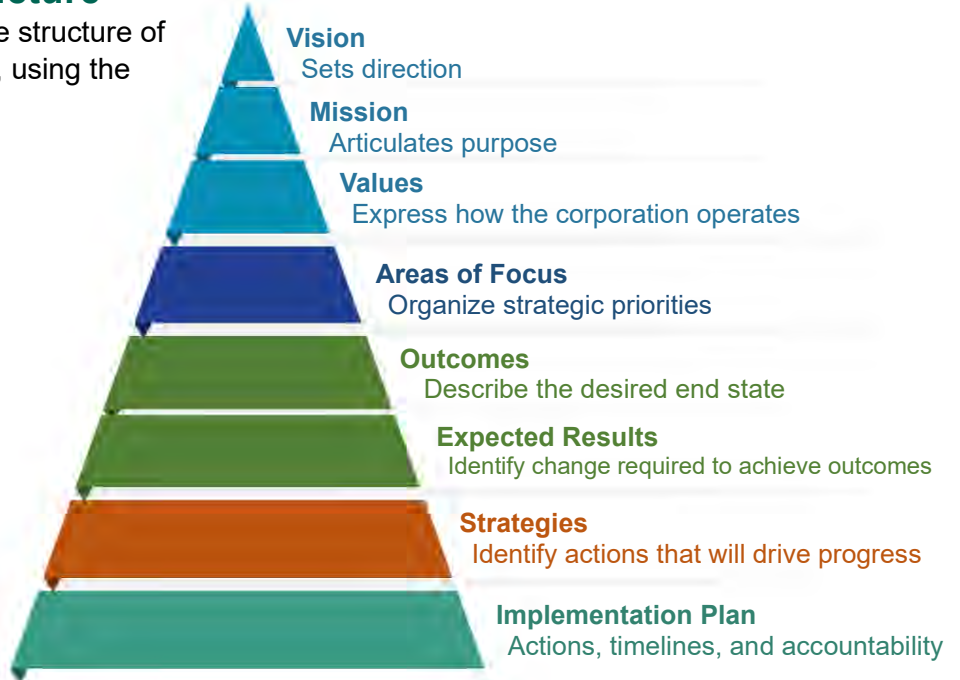 e structure of
using the
Vision
Sets direction
Mission
Articulates purpose
Values
Express how the corporation operates
Areas of Focus
Organize strategic priorities
Outcomes
Describe the desired end state
Expected Results
Identify change required to achieve outcomes
Strategies
Identify actions that will drive progress
Implementation Plan
Actions, timelines, and accountability